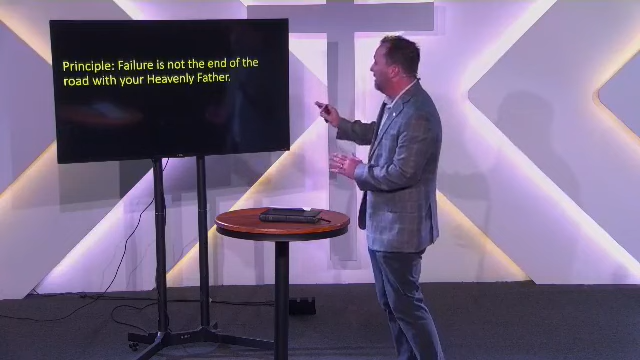 Principle: Failure is not the end of the
road with your Heavenly Father.